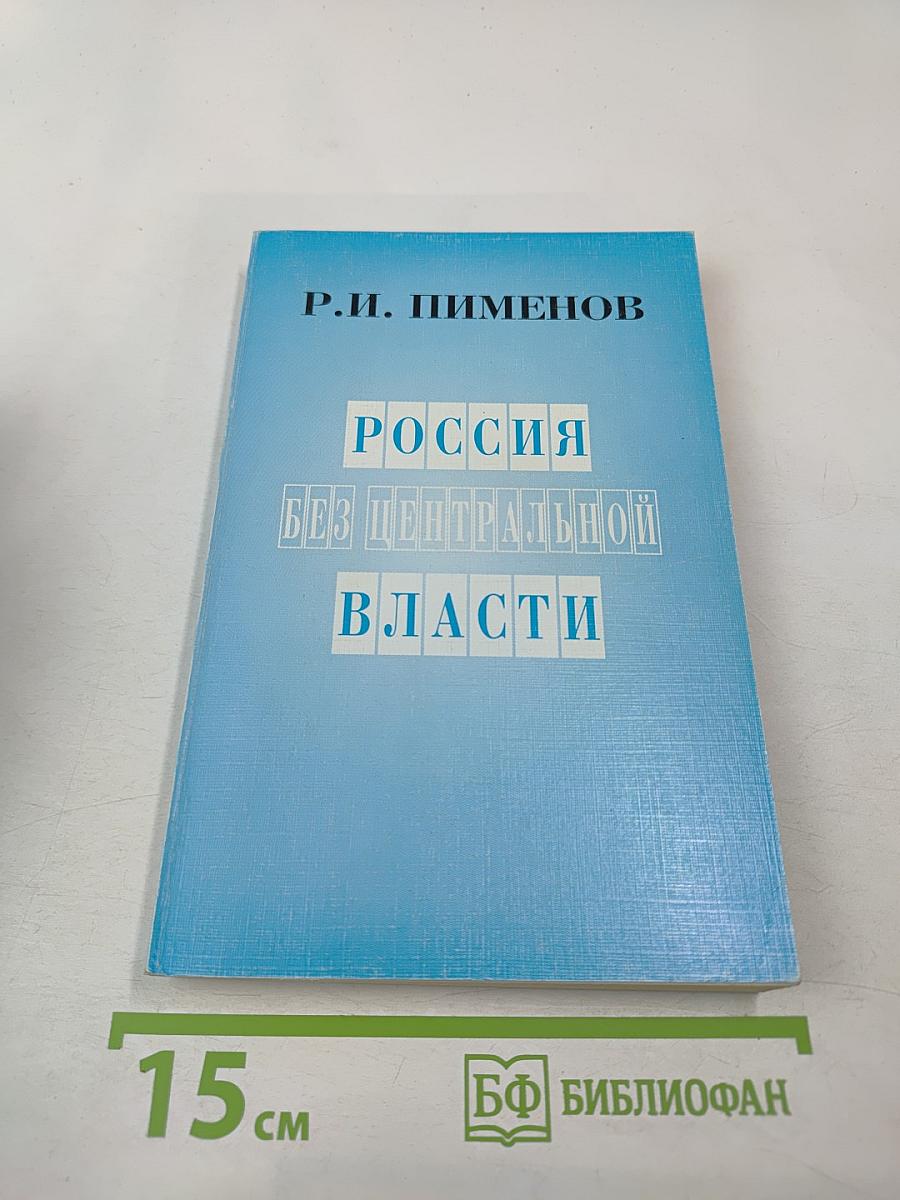 Р.И. ПИМЕНОВ
РОССИЯ
БЕЗ ЦЕНТРАЛЬНОЙ
ВЛАСТИ
15 см
БФ БИБЛИОФАН